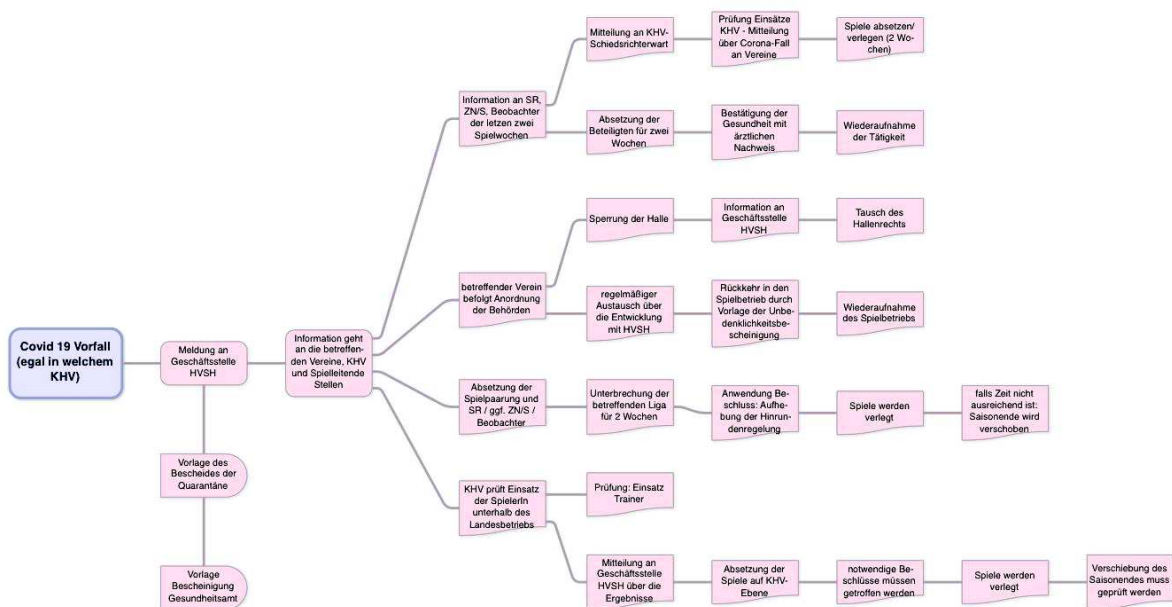 Covid 19 Vorfall
(egal in welchem
KHV)
Meldung an
Geschäftsstelle
HVSH
Vorlage des
Bescheides der
Quarantäne
Vorlage
Bescheinigung
Gesundheitsamt
Information geht
an die betreffen-
den Vereine, KHV
und Spielleitende
Stellen
Information an SR,
ZN/S, Beobachter
der letzen zwei
Spielwochen
Mitteilung an KHV-
Schiedsrichterwart
Prüfung Einsätze
KHV - Mitteilung
über Corona-Fall
an Vereine
Spiele absetzen/
verlegen (2 Wo-
chen)
Absetzung der
Beteiligten für zwei
Wochen
Bestätigung der
Gesundheit mit
ärztlichen
Nachweis
Wiederaufnahme
der Tätigkeit
betreffender Verein
befolgt Anordnung
der Behörden
Sperrung der Halle
Information an
Geschäftsstelle
HVSH
Tausch des
Hallenrechts
regelmäßiger
Austausch über
die Entwicklung
mit HVSH
Rückkehr in den
Spielbetrieb durch
Vorlage der Unbe-
denklichkeitsbe-
scheinigung
Wiederaufnahme
des Spielbetriebs
Absetzung der
Spielpaarung und
SR / ggf. ZN/S /
Beobachter
Unterbrechung der
betreffenden Liga
für 2 Wochen
Anwendung Be-
schluss: Aufhe-
bung der Hinrun-
denregelung
Spiele werden
verlegt
falls Zeit nicht
ausreichend ist:
Saisonende wird
verschoben
KHV prüft Einsatz
der SpielerIn
unterhalb des
Landesbetriebs
Prüfung: Einsatz
Trainer
Mitteilung an
Geschäftsstelle
HVSH über die
Ergebnisse
Absetzung der
Spiele auf KHV-
Ebene
notwendige Be-
schlüsse müssen
getroffen werden
Spiele werden
verlegt
Verschiebung des
Saisonendes muss
geprüft werden